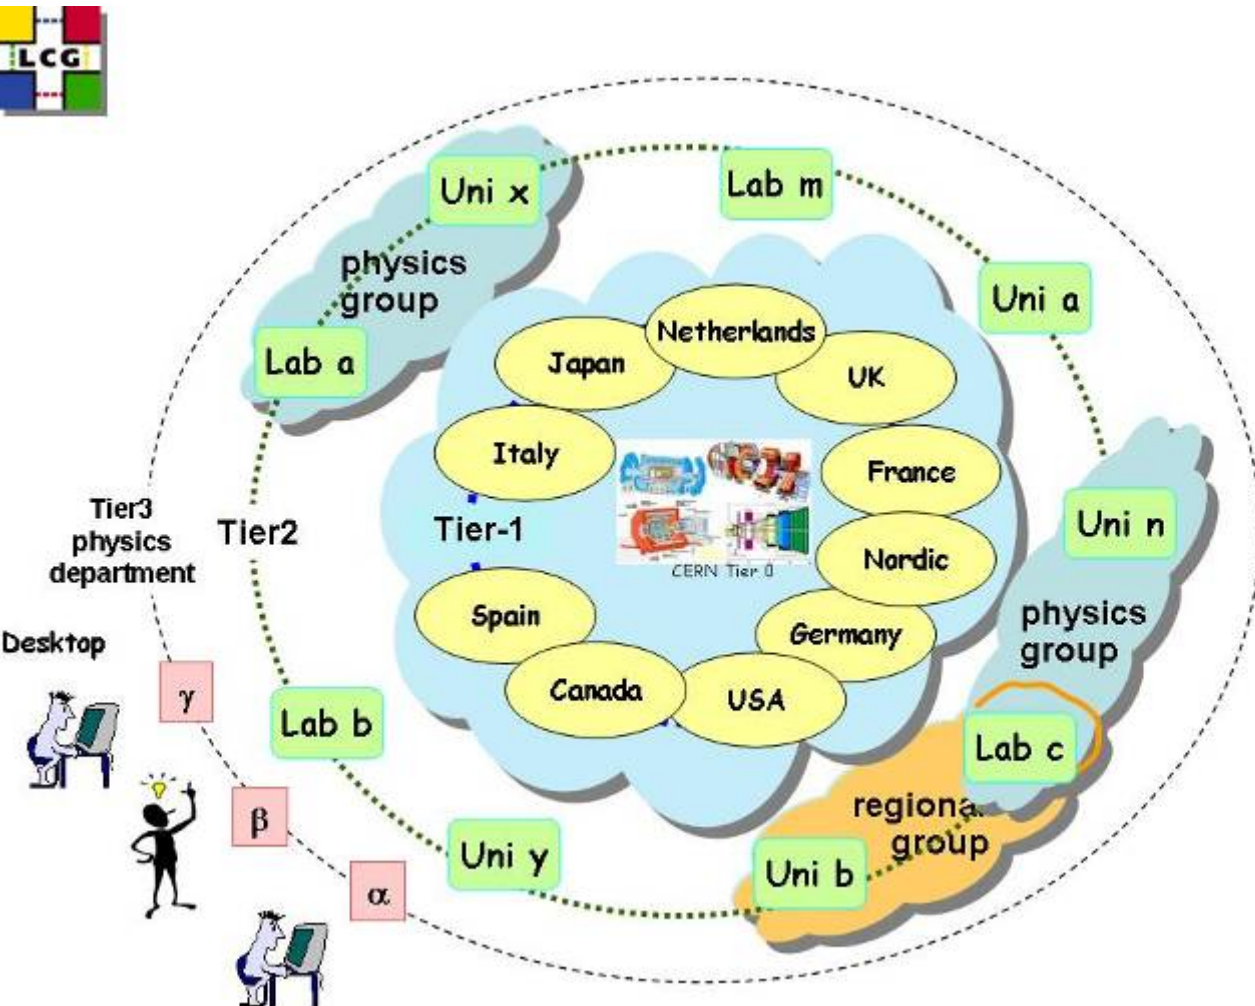 LCG
Uni x
Lab m
physics
group
Uni a
Lab a
Netherlands
Japan
UK
Italy
France
Tier3
physics
department
Tier2
Tier-1
Uni n
CERN Tier 0
Nordic
Desktop
Spain
Germany
physics
group
γ
Lab b
Canada
USA
Lab c
β
Uni y
regional
group
Uni b
α